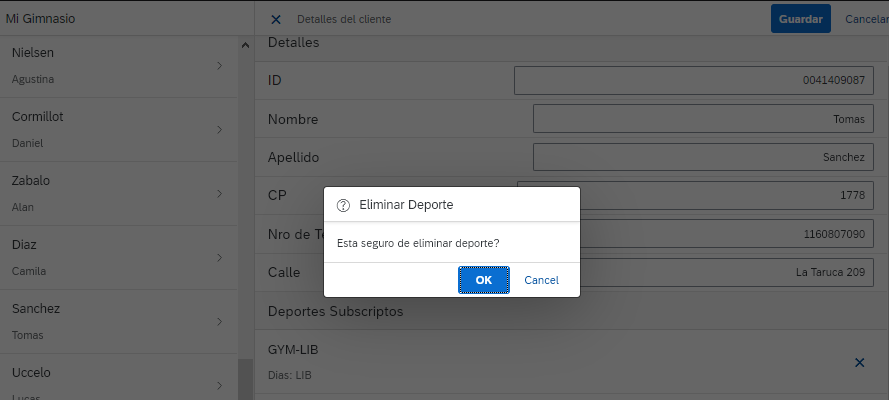 Mi Gimnasio
Nielsen
Agustina
Cormillot
Daniel
Zabalo
Alan
Diaz
Camila
Sanchez
Tomas
Uccelo
Lucas
Detalles del cliente
Guardar
Cancelar
Detalles
ID 0041409087
Nombre Tomas
Apellido Sanchez
CP 1778
Nro de 1160807090
Calle La Taruca 209
Eliminar Deporte
Esta seguro de eliminar deporte?
OK Cancel
Deportes Subscriptos
GYM-LIB
Dias: LIB